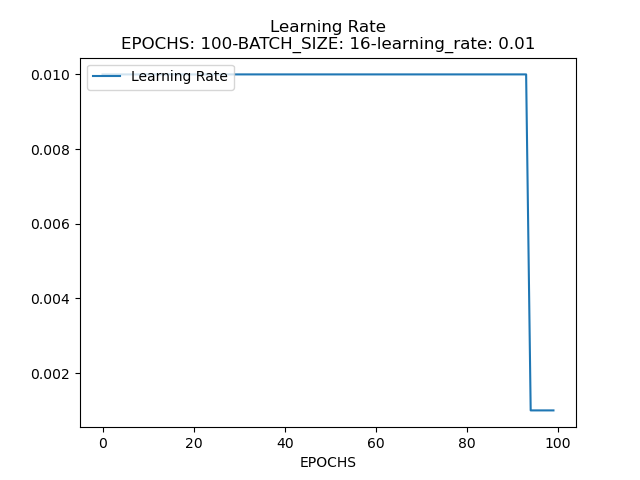 Learning Rate
EPOCHS: 100-BATCH_SIZE: 16-learning_rate: 0.01
Learning Rate
0.010
0.008
0.006
0.004
0.002
0 20 40 60 80 100
EPOCHS